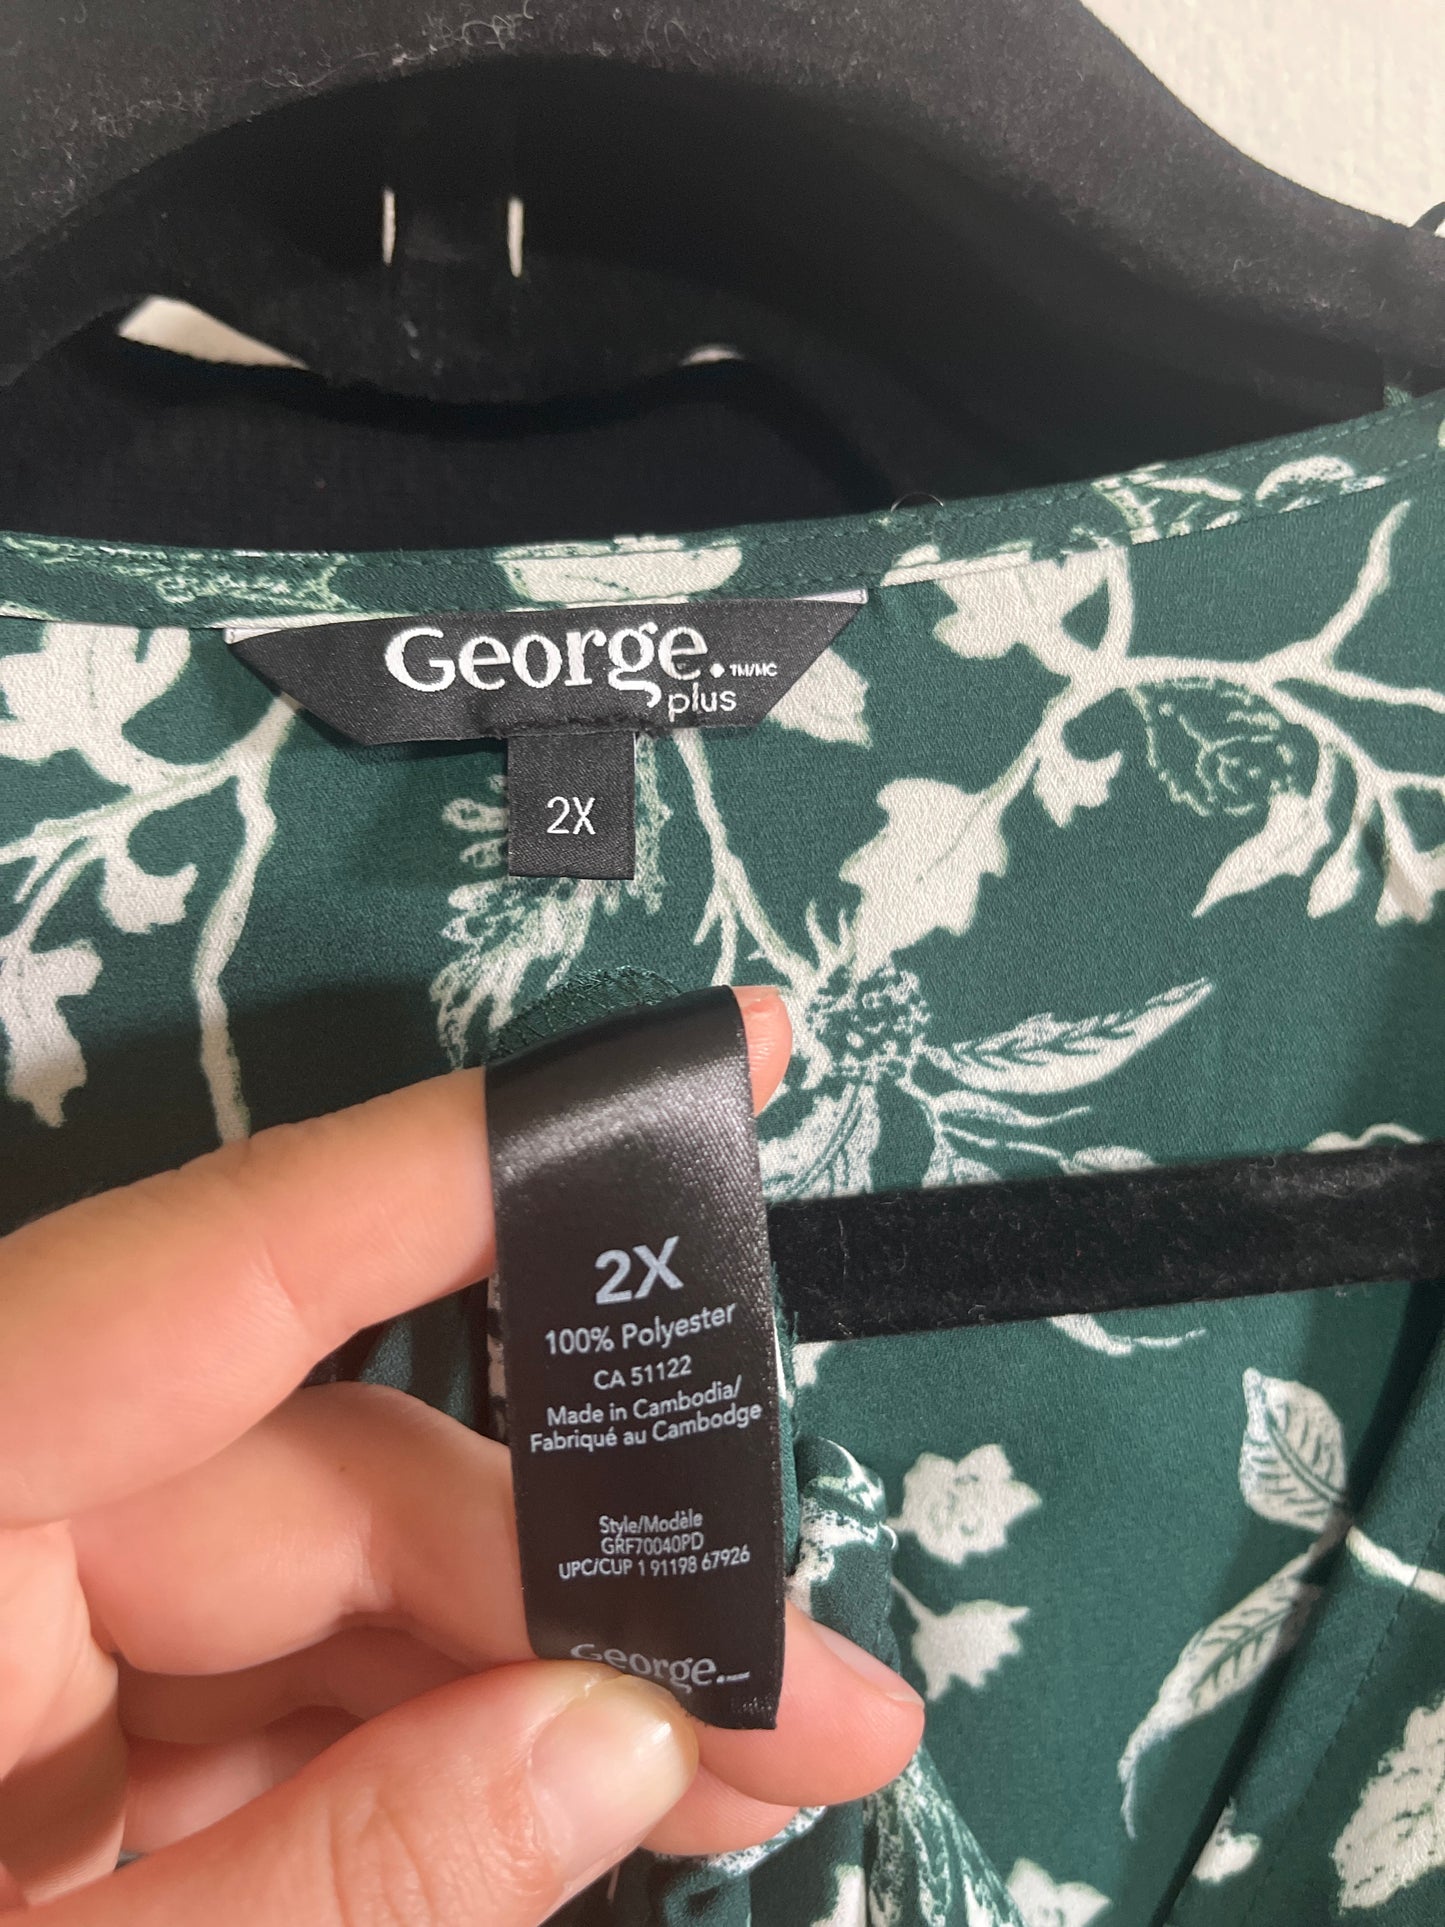 George. TM/MC
plus
2X
2X
100% Polyester
CA 51122
Made in Cambodia/
Fabriqué au Cambodge
Style/Modèle
GRF70040PD
UPC/CUP 1 91198 67926
George.